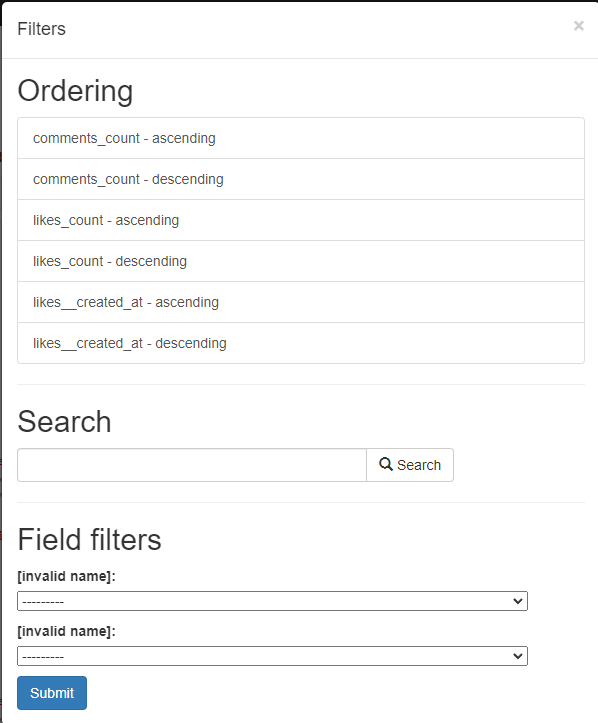 Filters ×
Ordering
comments_count - ascending
comments_count - descending
likes_count - ascending
likes_count - descending
likes__created_at - ascending
likes__created_at - descending
Search
Search
Field filters
[invalid name]:
---------
[invalid name]:
---------
Submit